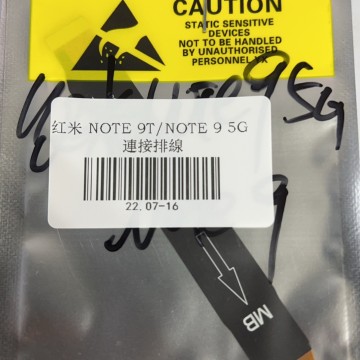 CAUTION
STATIC SENSITIVE
DEVICES
NOT TO BE HANDLED
BY UNAUTHORISED
PERSONNEL
红米 NOTE 9T/NOTE 9 5G
連接排線
22.07-16
MB